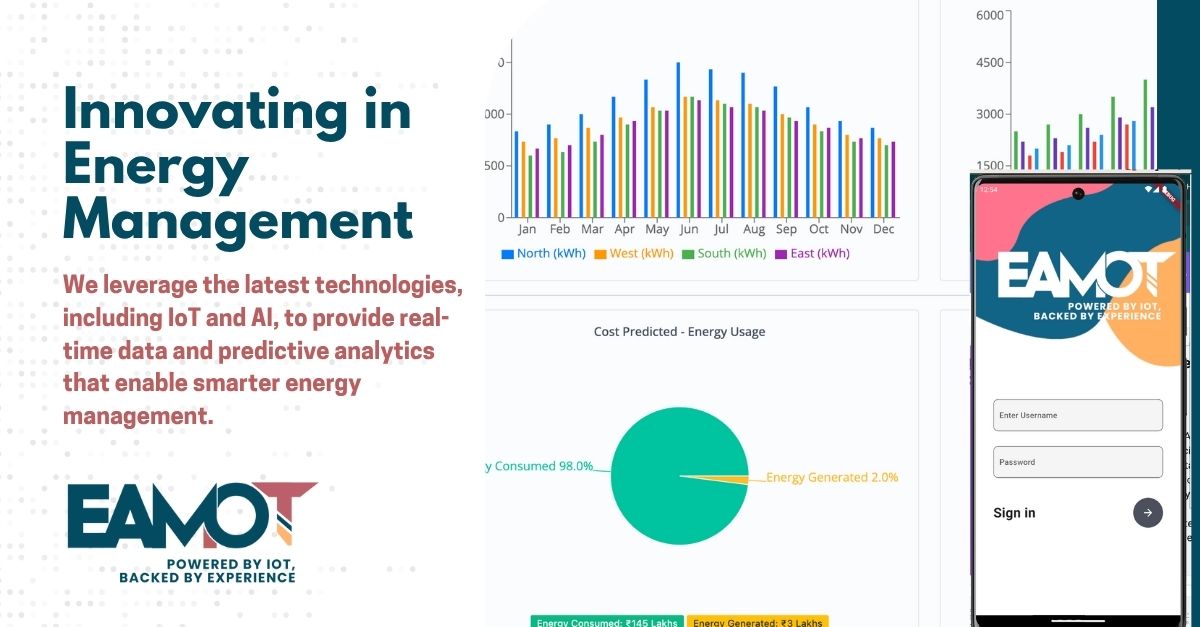 Innovating in
Energy
Management
We leverage the latest technologies,
including IoT and AI, to provide real-
time data and predictive analytics
that enable smarter energy
management.
EAMOT
POWERED BY IOT,
BACKED BY EXPERIENCE
500
0
Jan Feb Mar Apr May Jun Jul Aug Sep Oct Nov Dec
North (kWh) West (kWh) South (kWh) East (kWh)
6000
4500
3000
1500
Cost Predicted - Energy Usage
y Consumed 98.0%
Energy Generated 2.0%
Energy Consumed: ₹145 Lakhs Energy Generated: ₹3 Lakhs
12:54
EAMOT
POWERED BY IOT,
BACKED BY EXPERIENCE
Enter Username
Password
Sign in